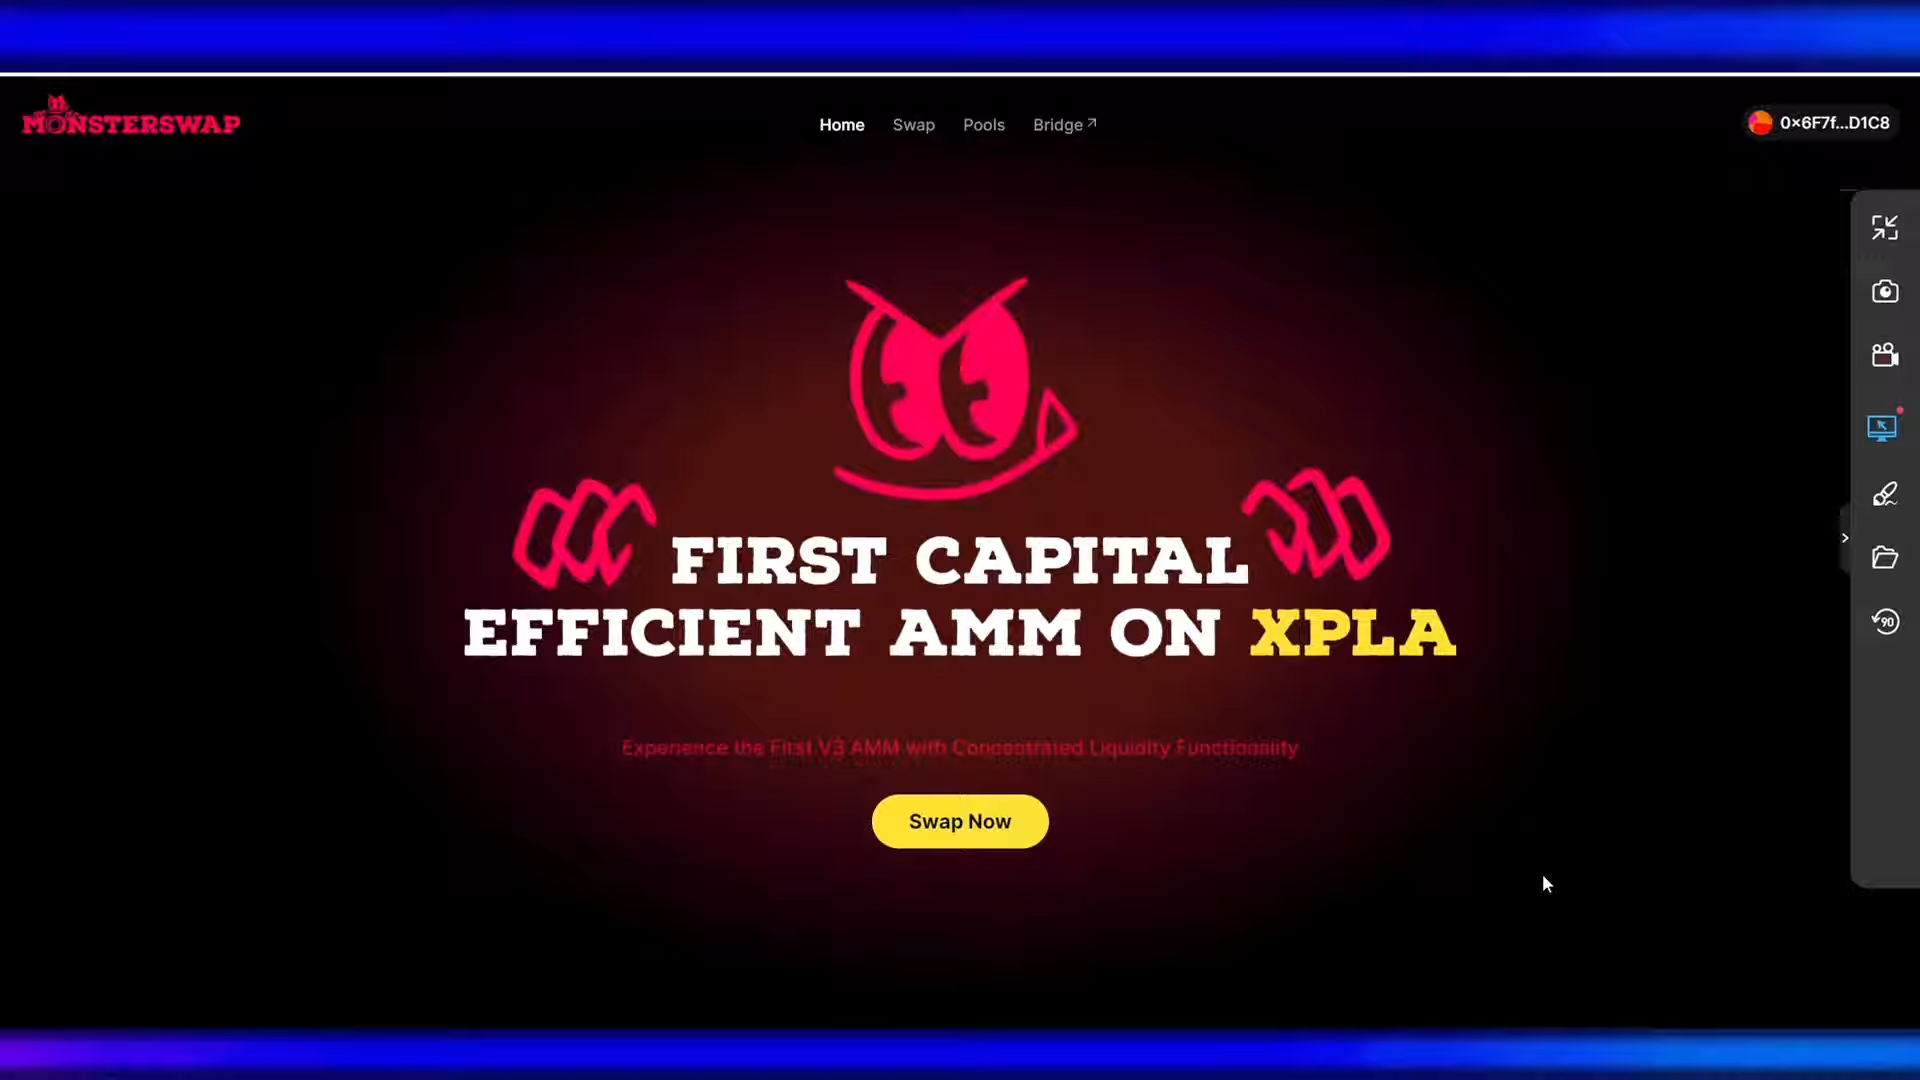 MONSTERSWAP
Home
Swap
Pools
Bridge
0x6F7f...D1C8
FIRST CAPITAL
EFFICIENT AMM ON XPLA
Experience the First V3 AMM with Concentrated Liquidity Functionality
Swap Now
90